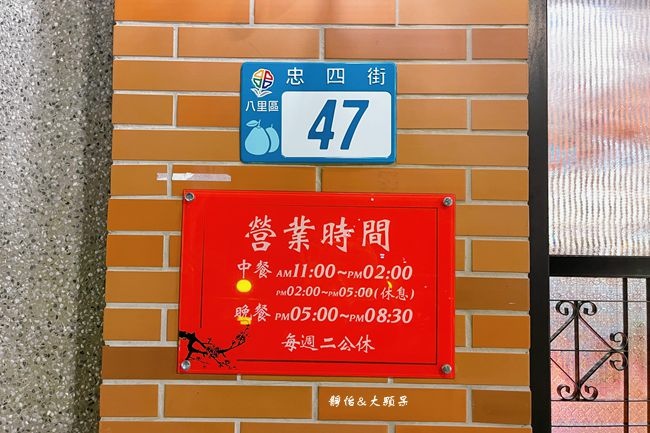 忠四街
八里區
47
營業時間
中餐 AM11:00~PM02:00
PM02:00~PM05:00(休息)
晚餐 PM05:00~PM08:30
每週二公休
靜怡&大顆呆